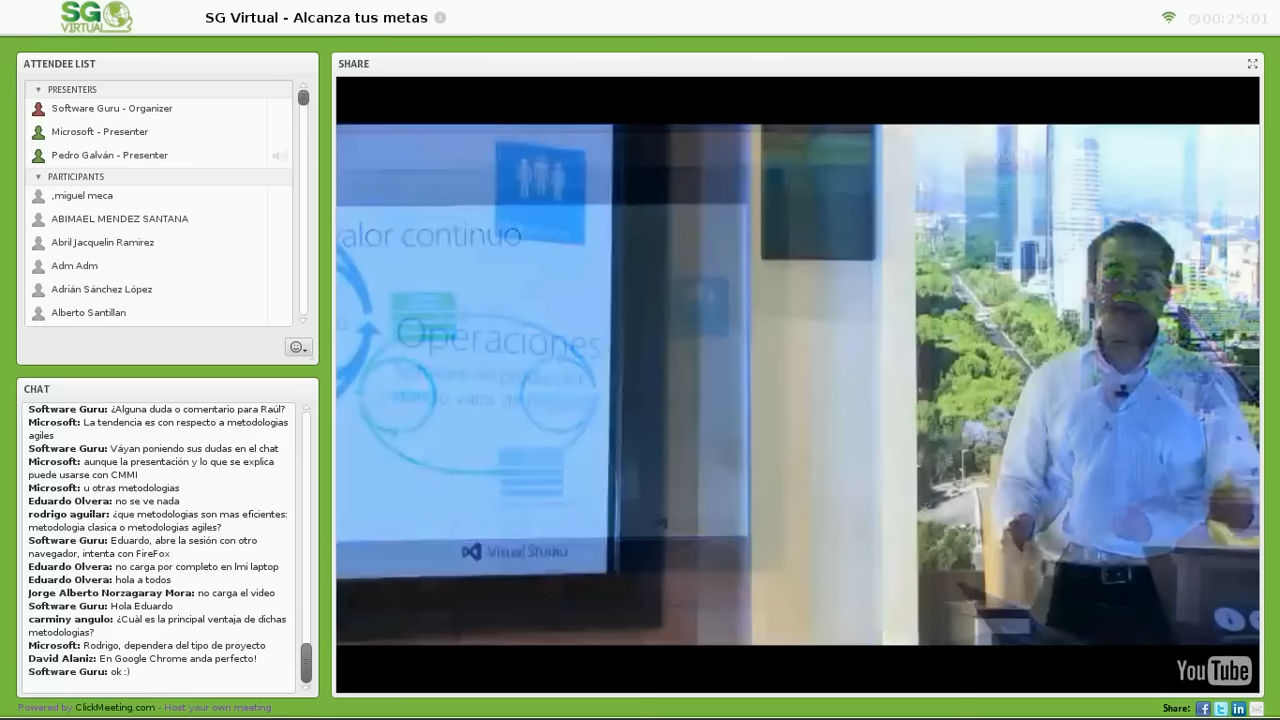 SG
VIRTUAL
SG Virtual - Alcanza tus metas
00:25:01
ATTENDEE LIST
PRESENTERS
Software Guru - Organizer
Microsoft - Presenter
Pedro Galván - Presenter
PARTICIPANTS
,miguel meca
ABIMAEL MENDEZ SANTANA
Abril Jacquelin Ramirez
Adm Adm
Adrián Sánchez López
Alberto Santillan
CHAT
Software Guru: ¿Alguna duda o comentario para Raúl?
Microsoft: La tendencia es con respecto a metodologias
agiles
Software Guru: Váyan poniendo sus dudas en el chat
Microsoft: aunque la presentación y lo que se explica
puede usarse con CMMI
Microsoft: u otras metodologias
Eduardo Olvera: no se ve nada
rodrigo aguilar: ¿que metodologias son mas eficientes:
metodologia clasica o metodologias agiles?
Software Guru: Eduardo, abre la sesión con otro
navegador, intenta con FireFox
Eduardo Olvera: no carga por completo en lmi laptop
Eduardo Olvera: hola a todos
Jorge Alberto Norzagaray Mora: no carga el video
Software Guru: Hola Eduardo
carminy angulo: ¿Cuàl es la principal ventaja de dichas
metodologias?
Microsoft: Rodrigo, dependera del tipo de proyecto
David Alaniz: En Google Chrome anda perfecto!
Software Guru: ok :)
SHARE
alor continuo
Operaciones
Visual Studio
YouTube
Powered by ClickMeeting.com - Host your own meeting
Share: